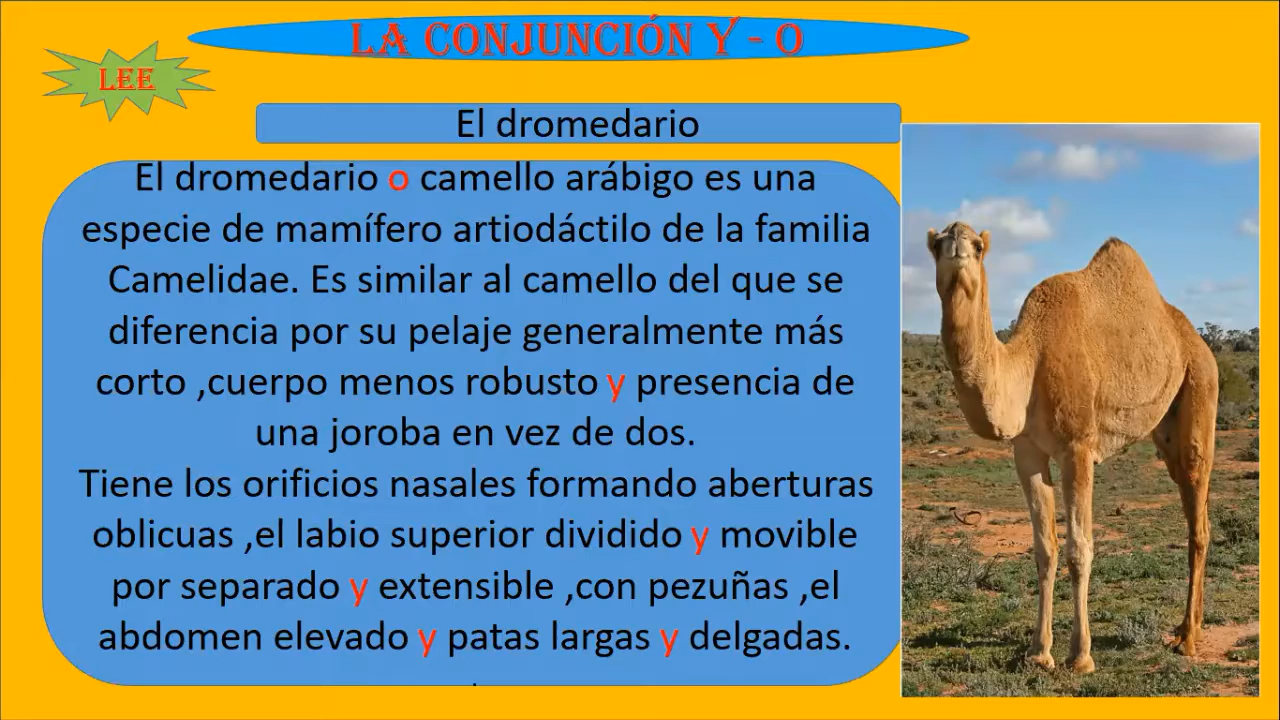 LA CONJUNCIÓN Y - O
LEE
El dromedario
El dromedario o camello arábigo es una
especie de mamífero artiodáctilo de la familia
Camelidae. Es similar al camello del que se
diferencia por su pelaje generalmente más
corto ,cuerpo menos robusto y presencia de
una joroba en vez de dos.
Tiene los orificios nasales formando aberturas
oblicuas ,el labio superior dividido y movible
por separado y extensible ,con pezuñas ,el
abdomen elevado y patas largas y delgadas.
.